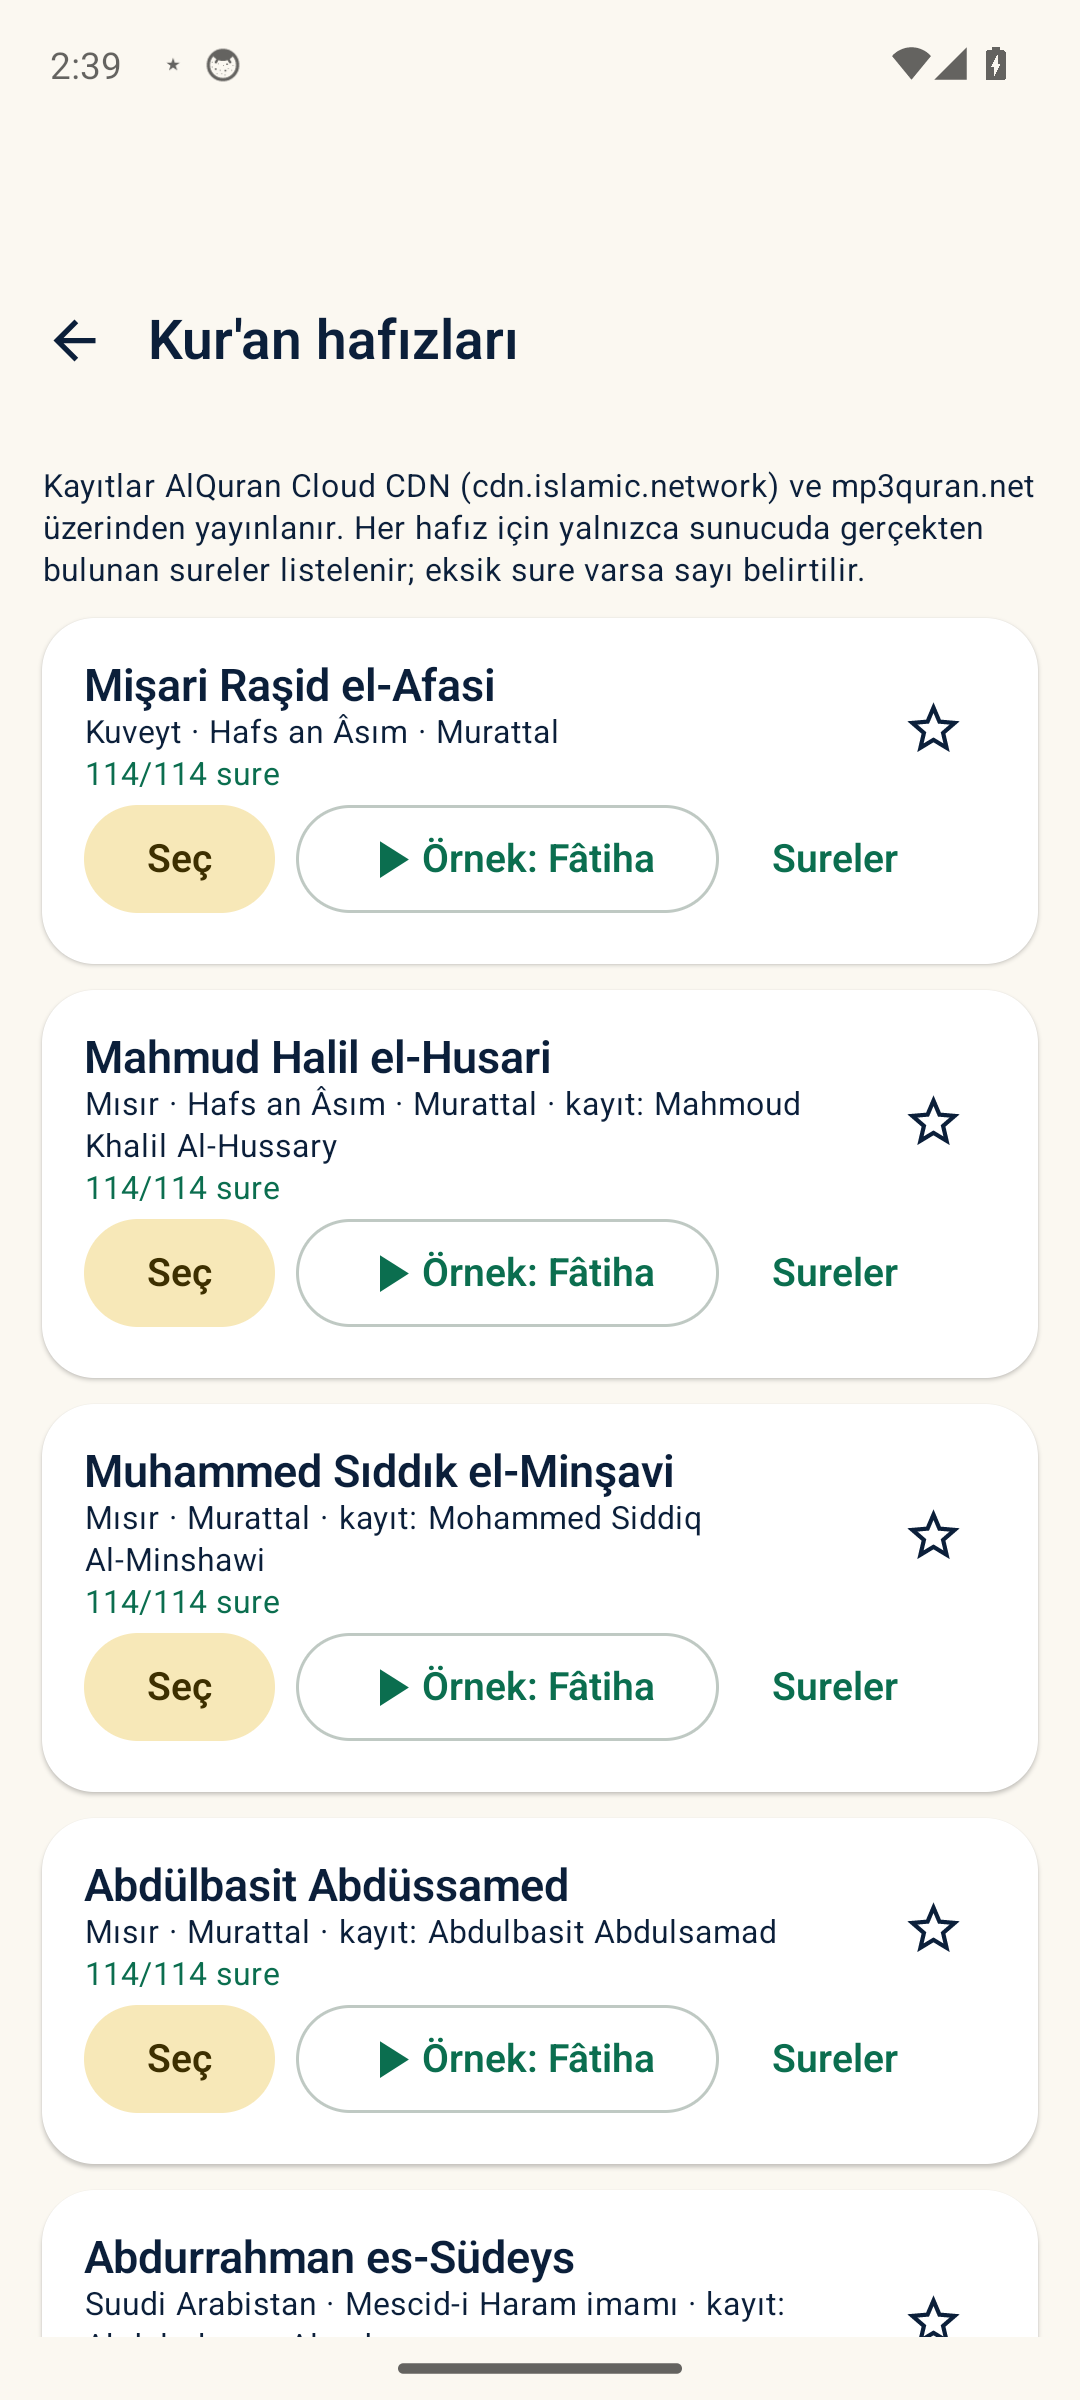 2:39
Kur'an hafızları
Kayıtlar AlQuran Cloud CDN (cdn.islamic.network) ve mp3quran.net
üzerinden yayınlanır. Her hafız için yalnızca sunucuda gerçekten
bulunan sureler listelenir; eksik sure varsa sayı belirtilir.
Mişari Raşid el-Afasi
Kuveyt · Hafs an Âsım · Murattal
114/114 sure
Seç
Örnek: Fâtiha
Sureler
Mahmud Halil el-Husari
Mısır · Hafs an Âsım · Murattal · kayıt: Mahmoud
Khalil Al-Hussary
114/114 sure
Seç
Örnek: Fâtiha
Sureler
Muhammed Sıddık el-Minşavi
Mısır · Murattal · kayıt: Mohammed Siddiq
Al-Minshawi
114/114 sure
Seç
Örnek: Fâtiha
Sureler
Abdülbasit Abdüssamed
Mısır · Murattal · kayıt: Abdulbasit Abdulsamad
114/114 sure
Seç
Örnek: Fâtiha
Sureler
Abdurrahman es-Südeys
Suudi Arabistan · Mescid-i Haram imamı · kayıt: